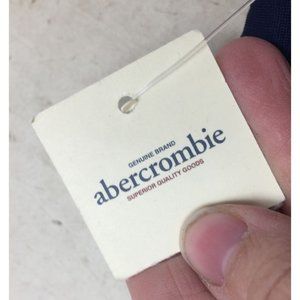 GENUINE BRAND
abercrombie
SUPERIOR QUALITY GOODS